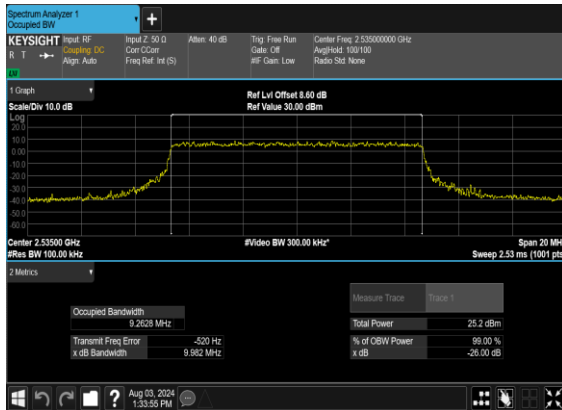 Spectrum Analyzer 1
Occupied BW
+
KEYSIGHT Input: RF Input Z: 50 Ω Atten: 40 dB Trig: Free Run Center Freq: 2.535000000 GHz
R T Coupling: DC Corr CCorr Gate: Off Avg|Hold: 100/100
Align: Auto Freq Ref: Int (S) #IF Gain: Low Radio Std: None
LXI
1 Graph
Ref Lvl Offset 8.60 dB
Scale/Div 10.0 dB Ref Value 30.00 dBm
Log
20.0
10.0
0.00
-10.0
-20.0
-30.0
-40.0
-50.0
-60.0
Center 2.53500 GHz #Video BW 300.00 kHz* Span 20 MH
#Res BW 100.00 kHz Sweep 2.53 ms (1001 pts
2 Metrics
Measure Trace Trace 1
Occupied Bandwidth
9.2628 MHz Total Power 25.2 dBm
Transmit Freq Error -520 Hz % of OBW Power 99.00 %
x dB Bandwidth 9.982 MHz x dB -26.00 dB
? Aug 03, 2024
1:33:55 PM